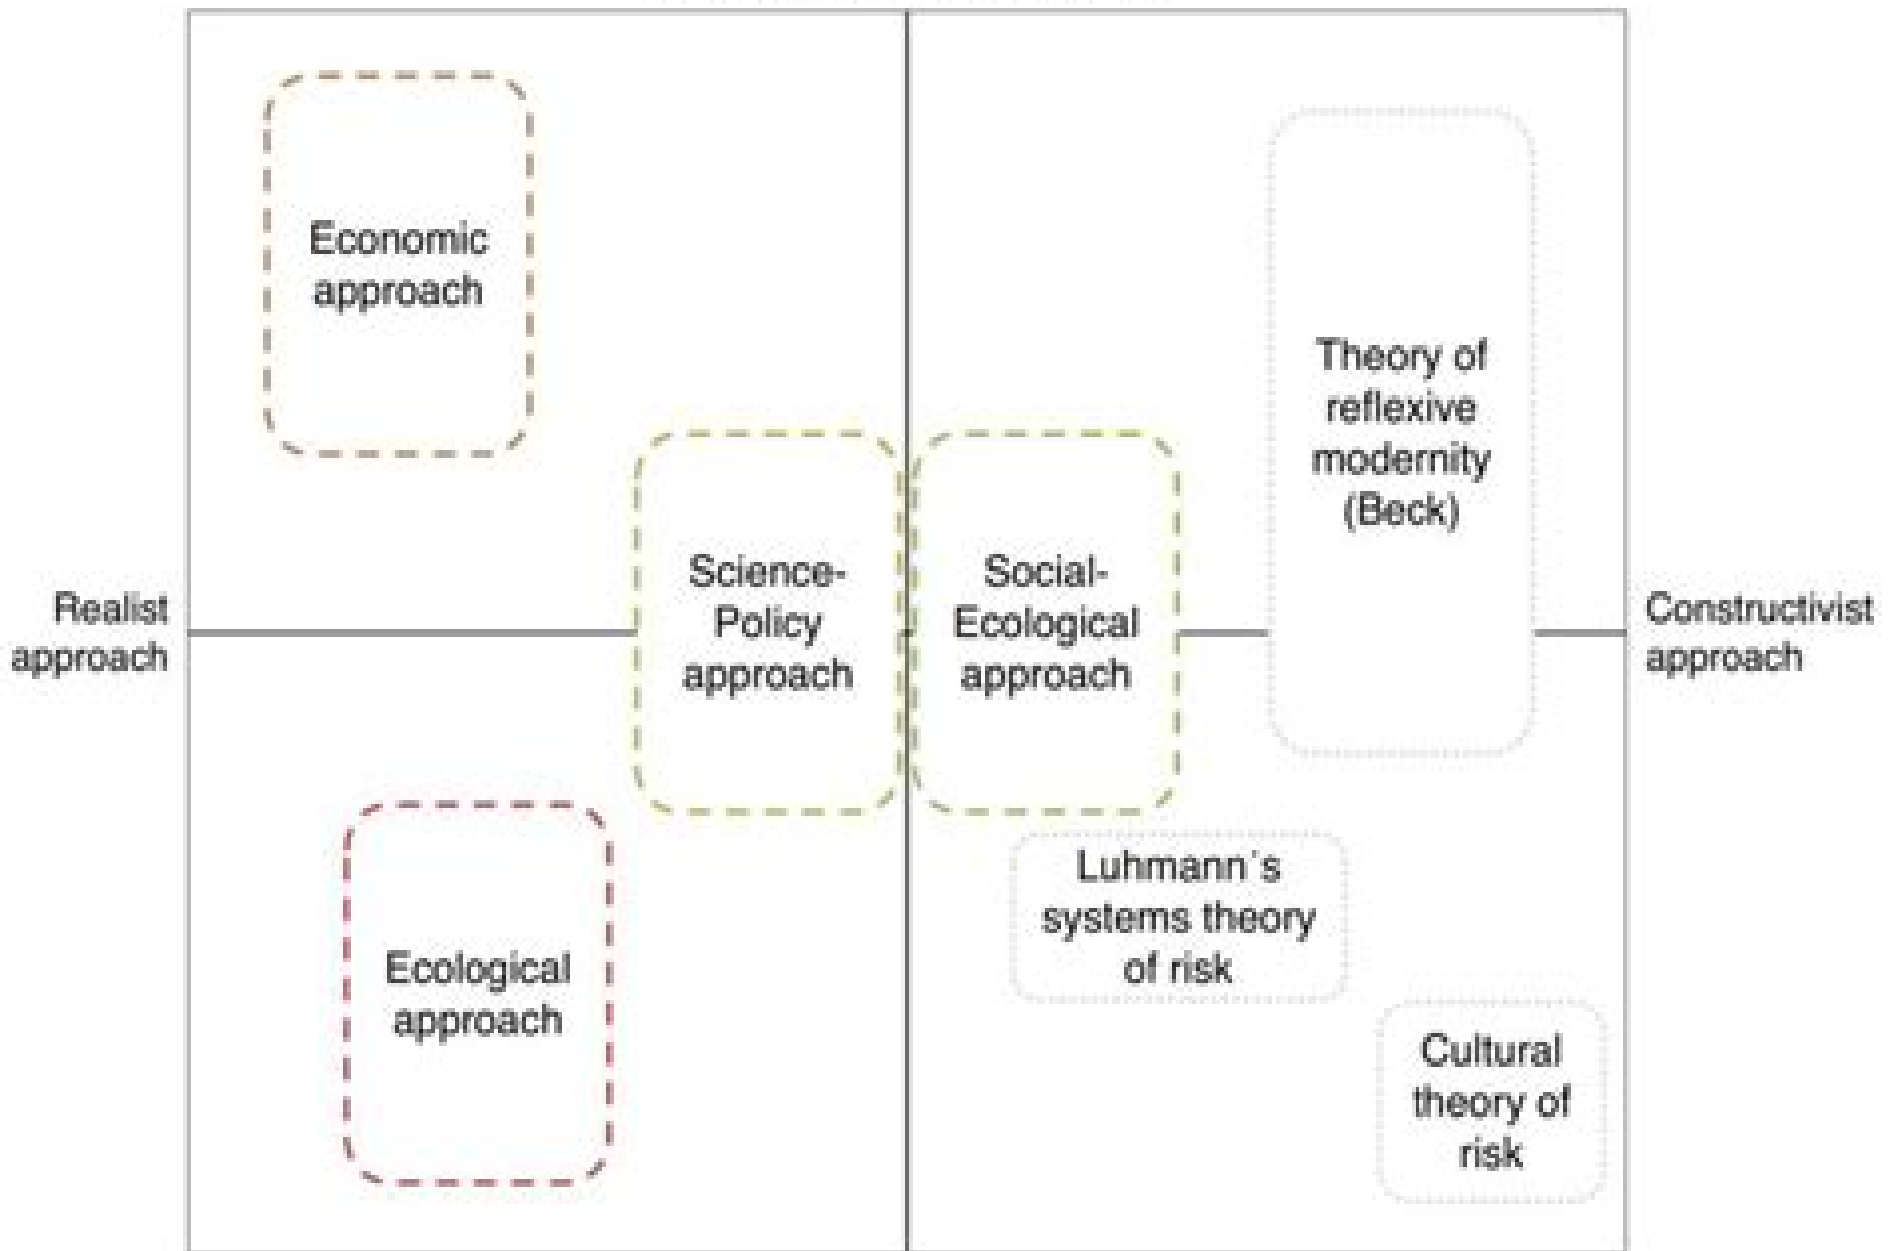 Economic
approach
Theory of
reflexive
modernity
(Beck)
Realist
approach
Science-
Policy
approach
Social-
Ecological
approach
Constructivist
approach
Luhmann´s
systems theory
of risk
Ecological
approach
Cultural
theory of
risk